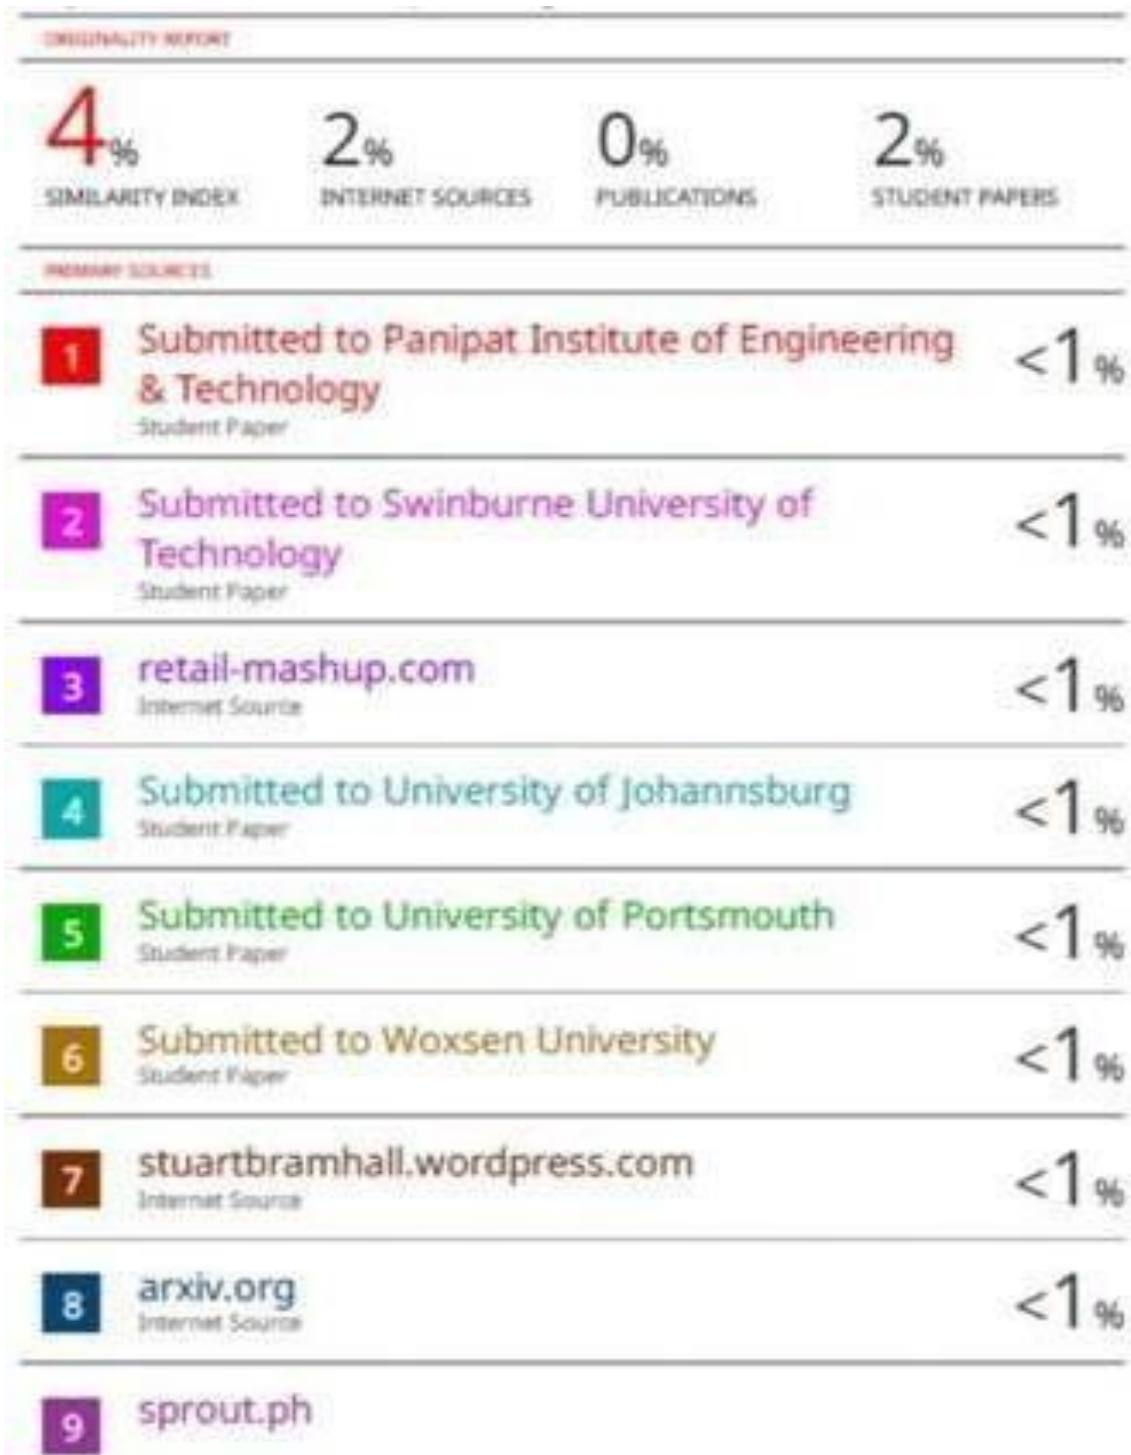 ORIGINALITY REPORT
4%
2%
0%
2%
SIMILARITY INDEX
INTERNET SOURCES
PUBLICATIONS
STUDENT PAPERS
PRIMARY SOURCES
1 Submitted to Panipat Institute of Engineering <1%
& Technology
Student Paper
2 Submitted to Swinburne University of <1%
Technology
Student Paper
3 retail-mashup.com <1%
Internet Source
4 Submitted to University of Johannsburg <1%
Student Paper
5 Submitted to University of Portsmouth <1%
Student Paper
6 Submitted to Woxsen University <1%
Student Paper
7 stuartbramhall.wordpress.com <1%
Internet Source
8 arxiv.org <1%
Internet Source
9 sprout.ph